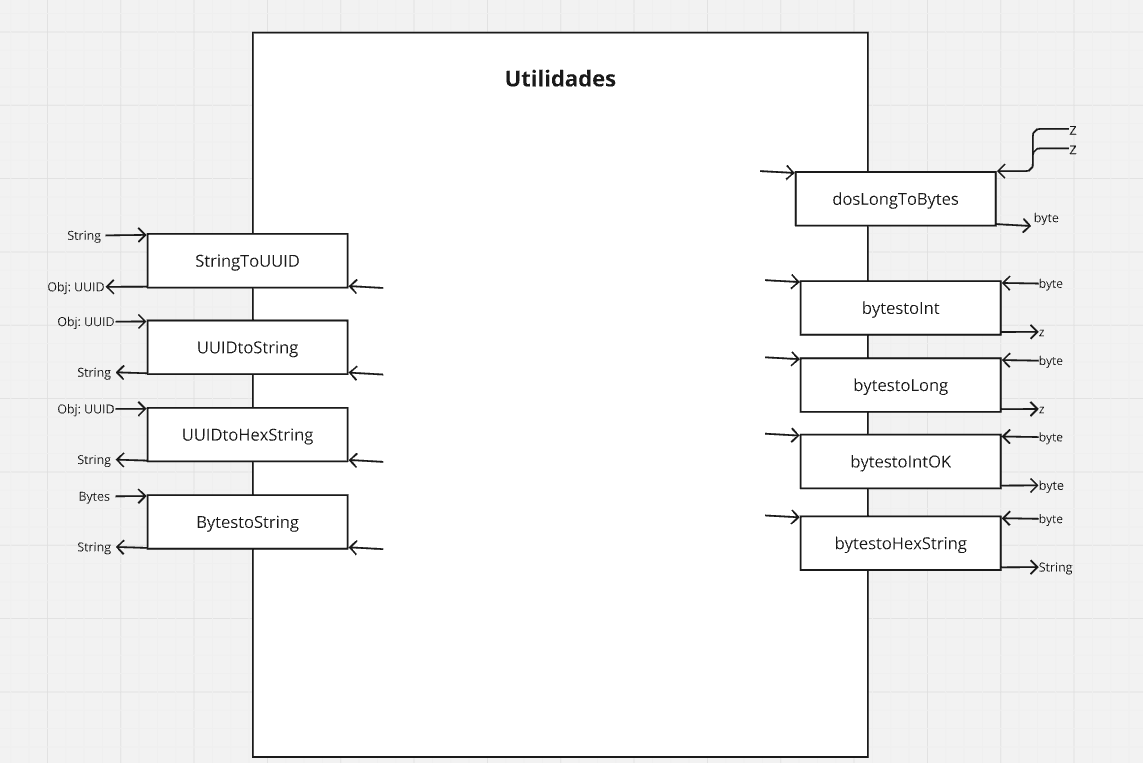 Utilidades
String
StringToUUID
Obj: UUID
Obj: UUID
UUIDtoString
String
Obj: UUID
UUIDtoHexString
String
Bytes
BytestoString
String
Z
Z
dosLongToBytes
byte
byte
bytestoInt
z
byte
bytestoLong
z
byte
bytestoIntOK
byte
byte
bytestoHexString
String